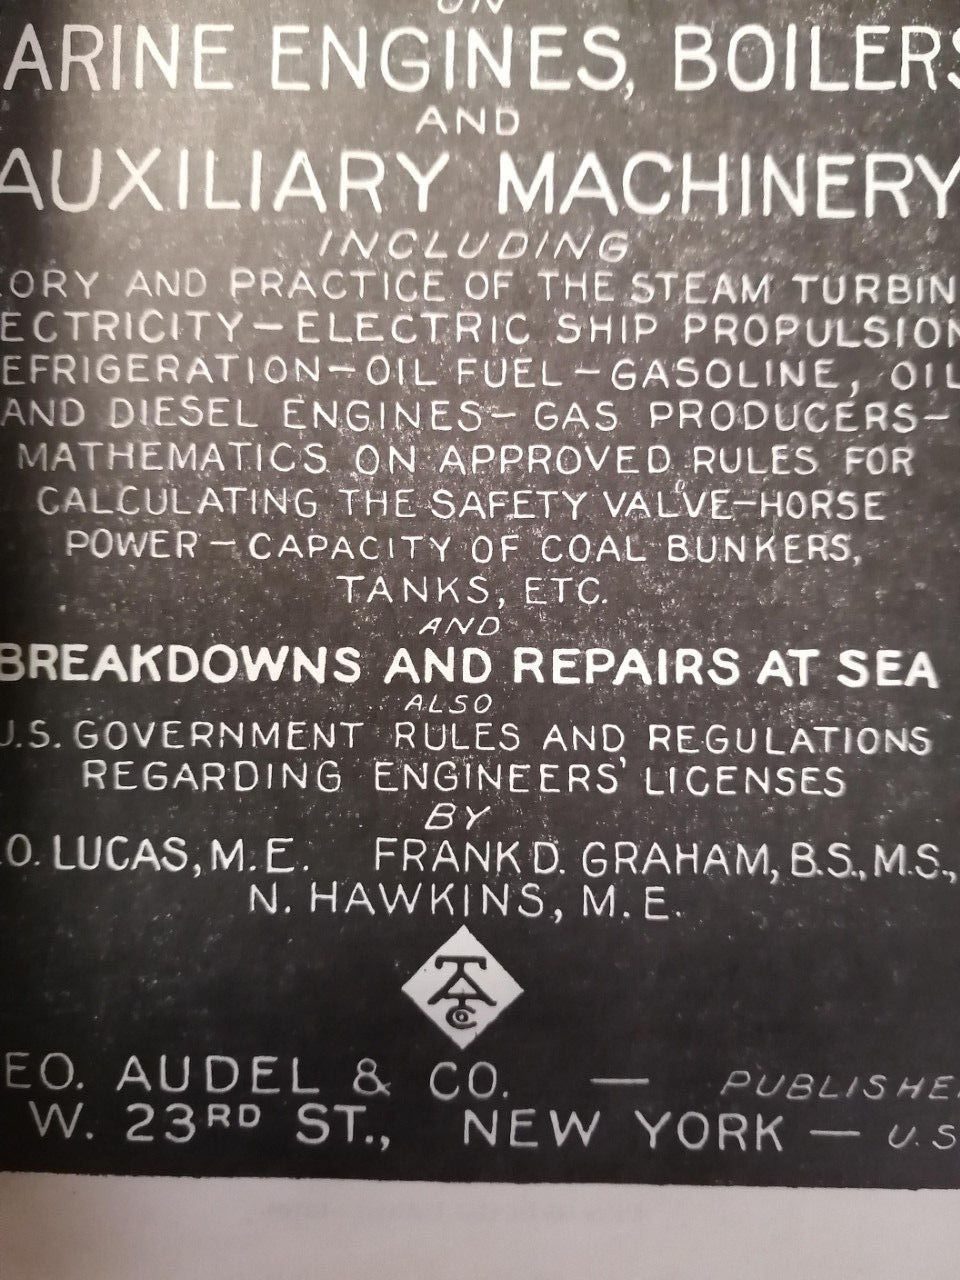 ON
ARINE ENGINES, BOILERS
AND
AUXILIARY MACHINERY
INCLUDING
ORY AND PRACTICE OF THE STEAM TURBIN
ECTRICITY—ELECTRIC SHIP PROPULSION
EFRIGERATION—OIL FUEL—GASOLINE, OIL
AND DIESEL ENGINES—GAS PRODUCERS—
MATHEMATICS ON APPROVED RULES FOR
CALCULATING THE SAFETY VALVE—HORSE
POWER—CAPACITY OF COAL BUNKERS,
TANKS, ETC.
AND
BREAKDOWNS AND REPAIRS AT SEA
ALSO
U.S. GOVERNMENT RULES AND REGULATIONS
REGARDING ENGINEERS' LICENSES
BY
O. LUCAS, M.E. FRANK D. GRAHAM, B.S., M.S.,
N. HAWKINS, M.E.
TA Co
EO. AUDEL & CO. — PUBLISHE
W. 23RD ST., NEW YORK — U.S